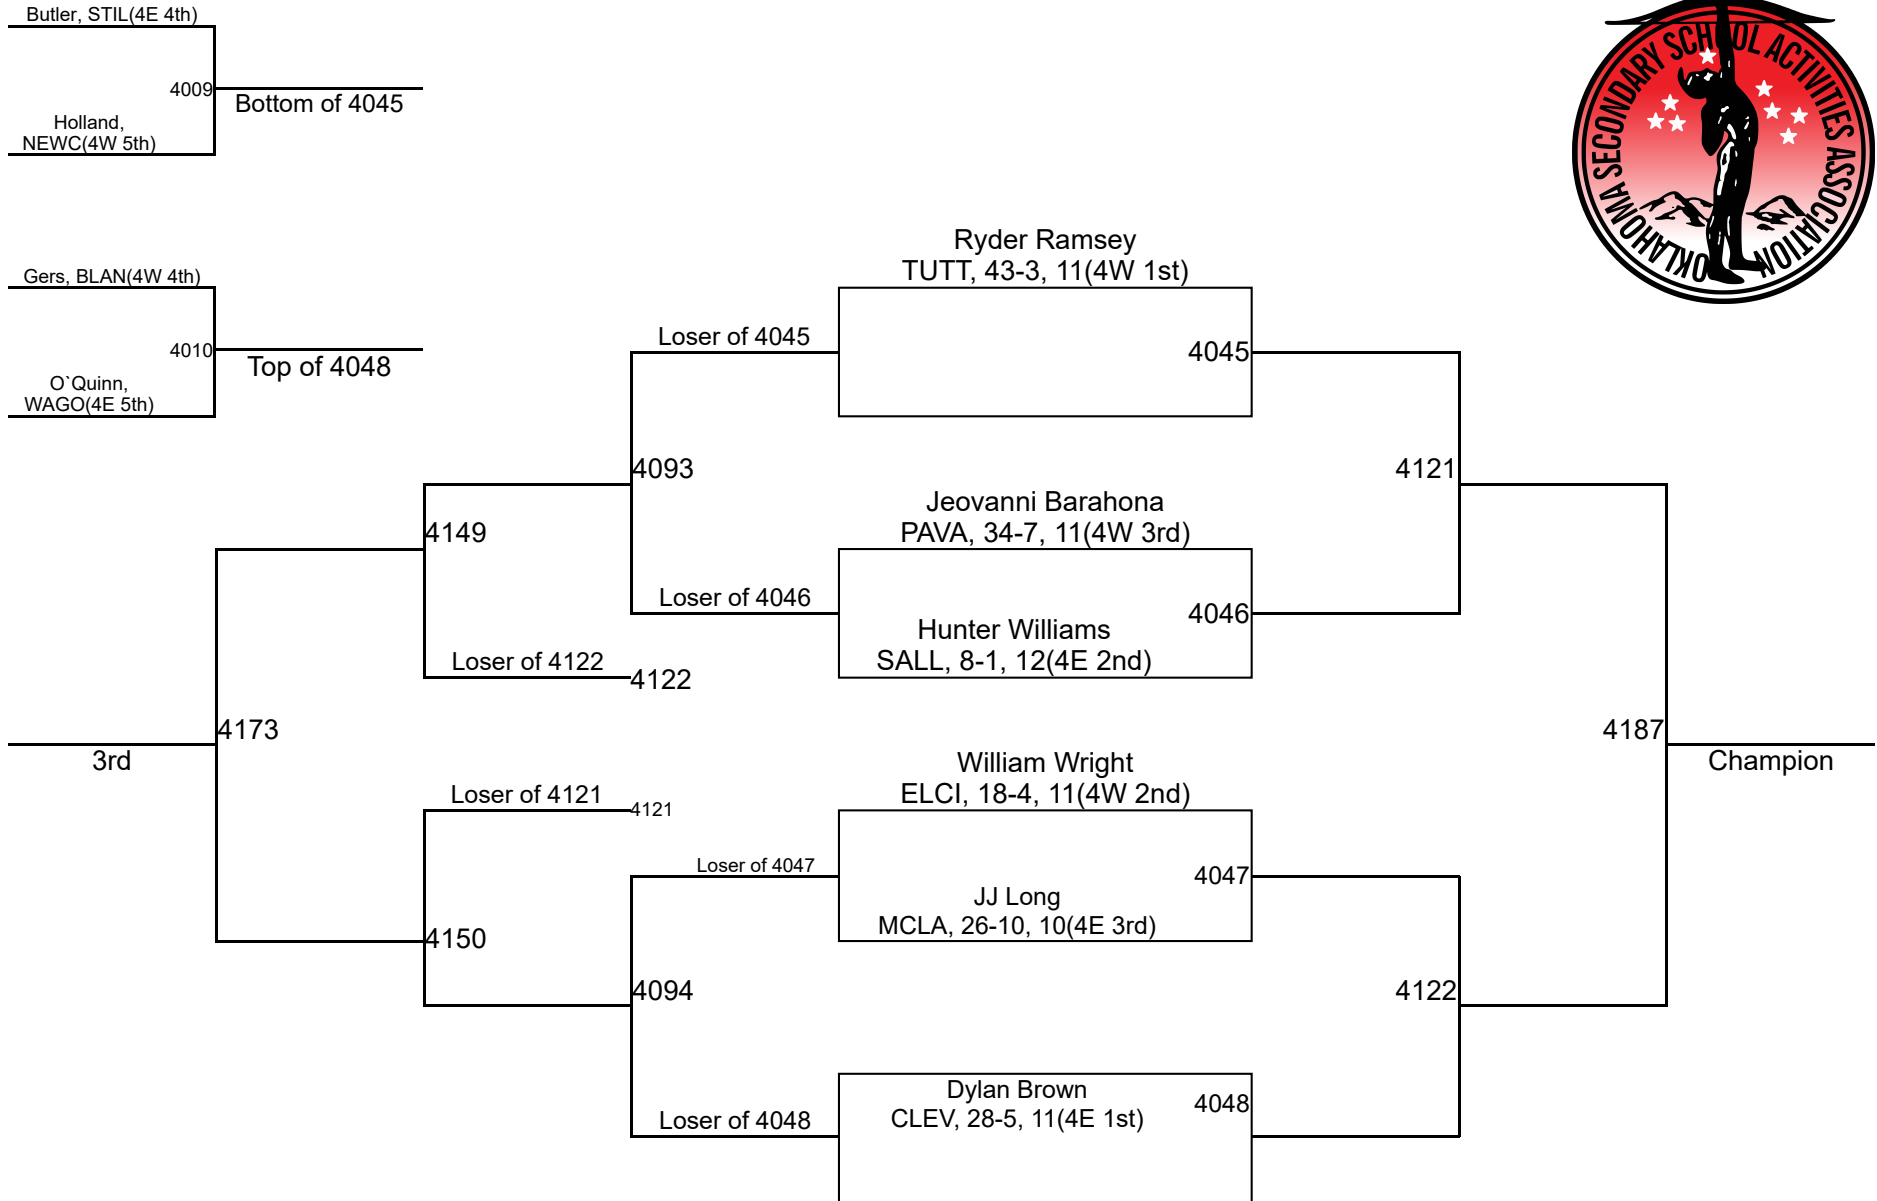 Butler, STIL(4E 4th)
4009
Bottom of 4045
Holland,
NEWC(4W 5th)
OKLAHOMA SECONDARY SCHOOL ACTIVITIES ASSOCIATION
Gers, BLAN(4W 4th)
4010
Top of 4048
O`Quinn,
WAGO(4E 5th)
Ryder Ramsey
TUTT, 43-3, 11(4W 1st)
Loser of 4045
4045
4093
4121
Jeovanni Barahona
PAVA, 34-7, 11(4W 3rd)
4149
Loser of 4046
4046
Hunter Williams
SALL, 8-1, 12(4E 2nd)
Loser of 4122
4122
4173
3rd
4187
Champion
William Wright
ELCI, 18-4, 11(4W 2nd)
Loser of 4121
4121
Loser of 4047
4047
JJ Long
MCLA, 26-10, 10(4E 3rd)
4150
4094
4122
Dylan Brown
CLEV, 28-5, 11(4E 1st)
4048
Loser of 4048